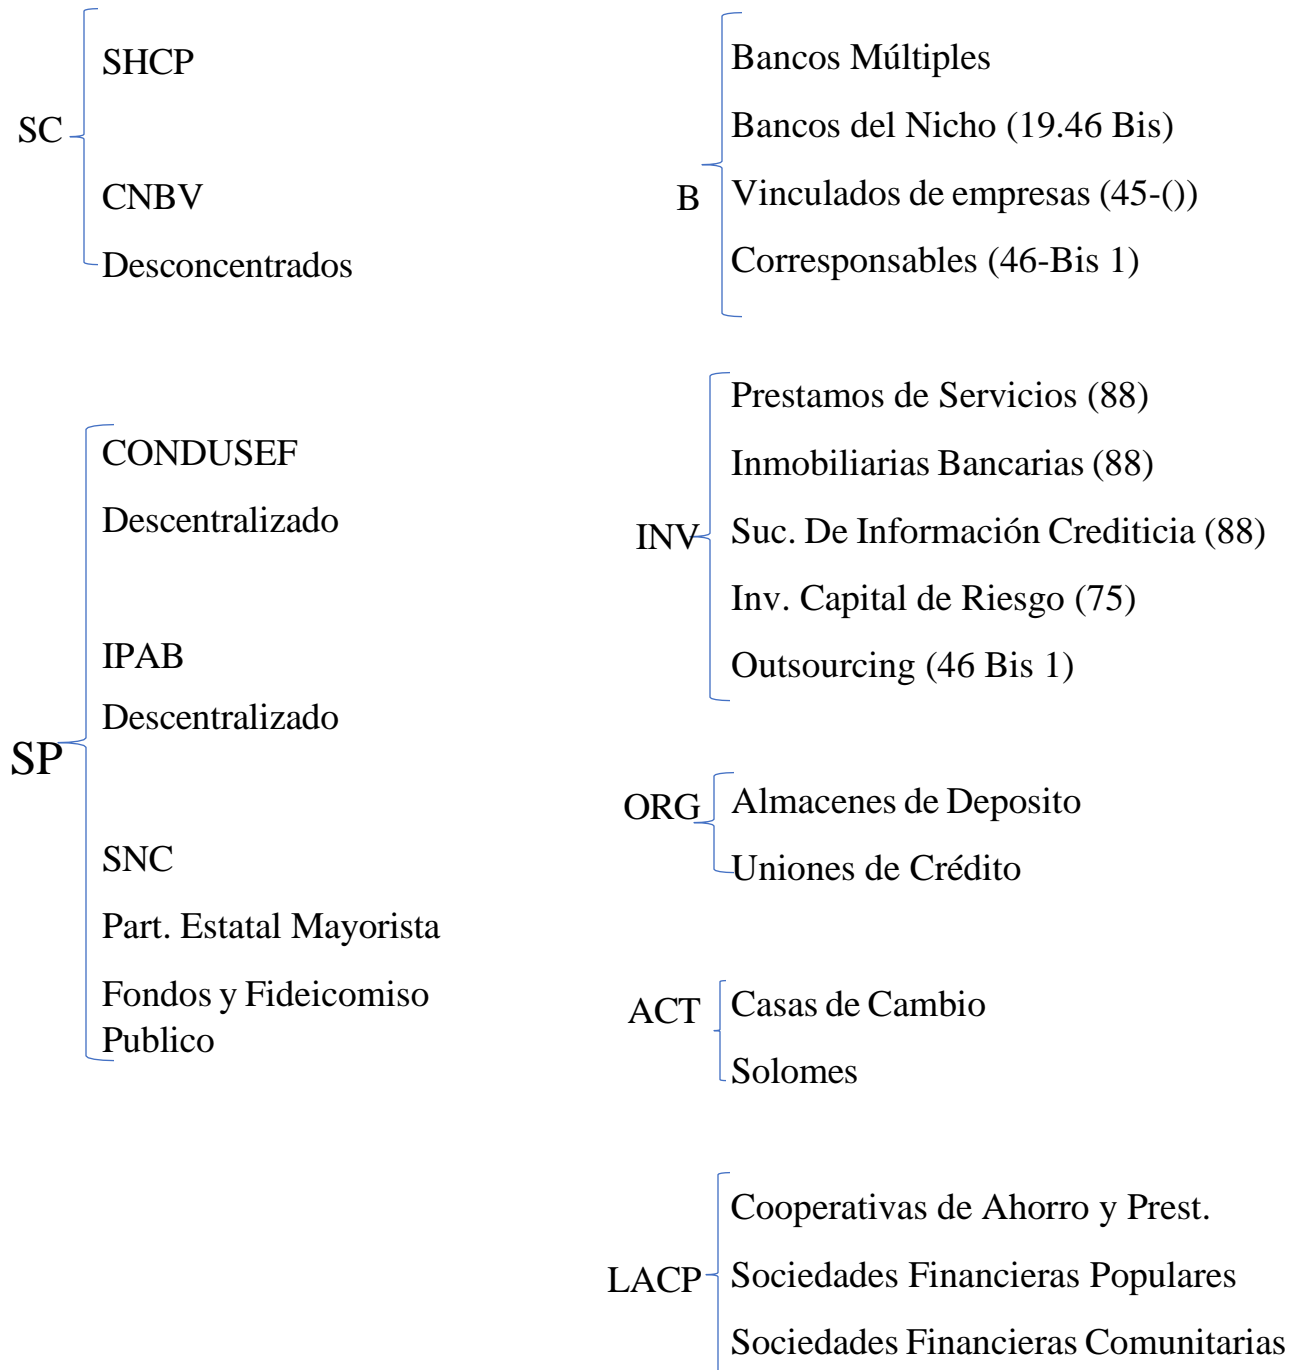 SC
SHCP
CNBV
Desconcentrados
SP
CONDUSEF
Descentralizado
IPAB
Descentralizado
SNC
Part. Estatal Mayorista
Fondos y Fideicomiso
Publico
B
Bancos Múltiples
Bancos del Nicho (19.46 Bis)
Vinculados de empresas (45-())
Corresponsables (46-Bis 1)
INV
Prestamos de Servicios (88)
Inmobiliarias Bancarias (88)
Suc. De Información Crediticia (88)
Inv. Capital de Riesgo (75)
Outsourcing (46 Bis 1)
ORG
Almacenes de Deposito
Uniones de Crédito
ACT
Casas de Cambio
Solomes
LACP
Cooperativas de Ahorro y Prest.
Sociedades Financieras Populares
Sociedades Financieras Comunitarias